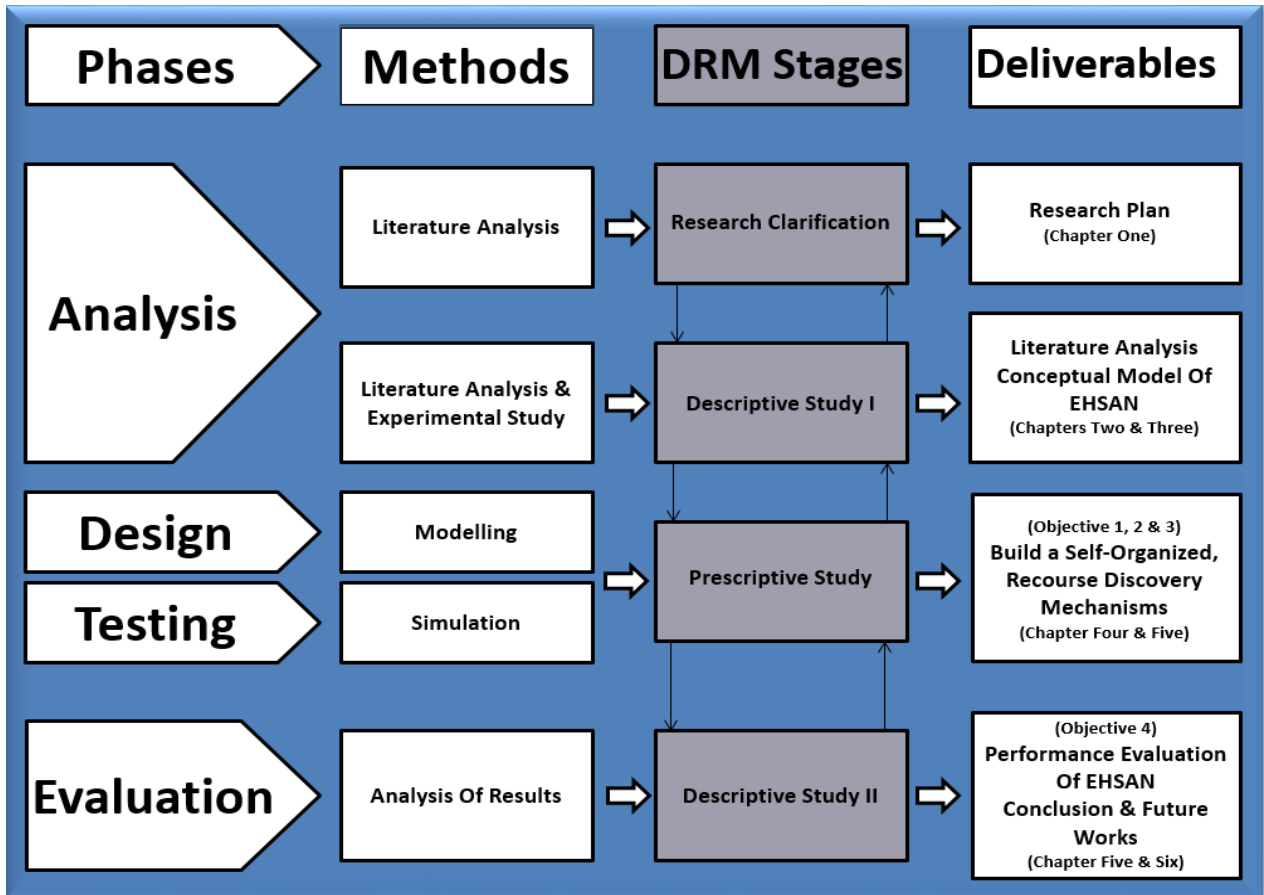 Phases
Methods
DRM Stages
Deliverables
Analysis
Literature Analysis
Research Clarification
Research Plan
(Chapter One)
Literature Analysis &
Experimental Study
Descriptive Study I
Literature Analysis
Conceptual Model Of
EHSAN
(Chapters Two & Three)
Design
Modelling
Testing
Simulation
Prescriptive Study
(Objective 1, 2 & 3)
Build a Self-Organized,
Recourse Discovery
Mechanisms
(Chapter Four & Five)
Evaluation
Analysis Of Results
Descriptive Study II
(Objective 4)
Performance Evaluation
Of EHSAN
Conclusion & Future
Works
(Chapter Five & Six)